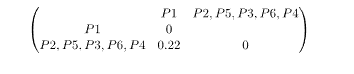 P1 P2, P5, P3, P6, P4
P1 0
P2, P5, P3, P6, P4 0.22 0